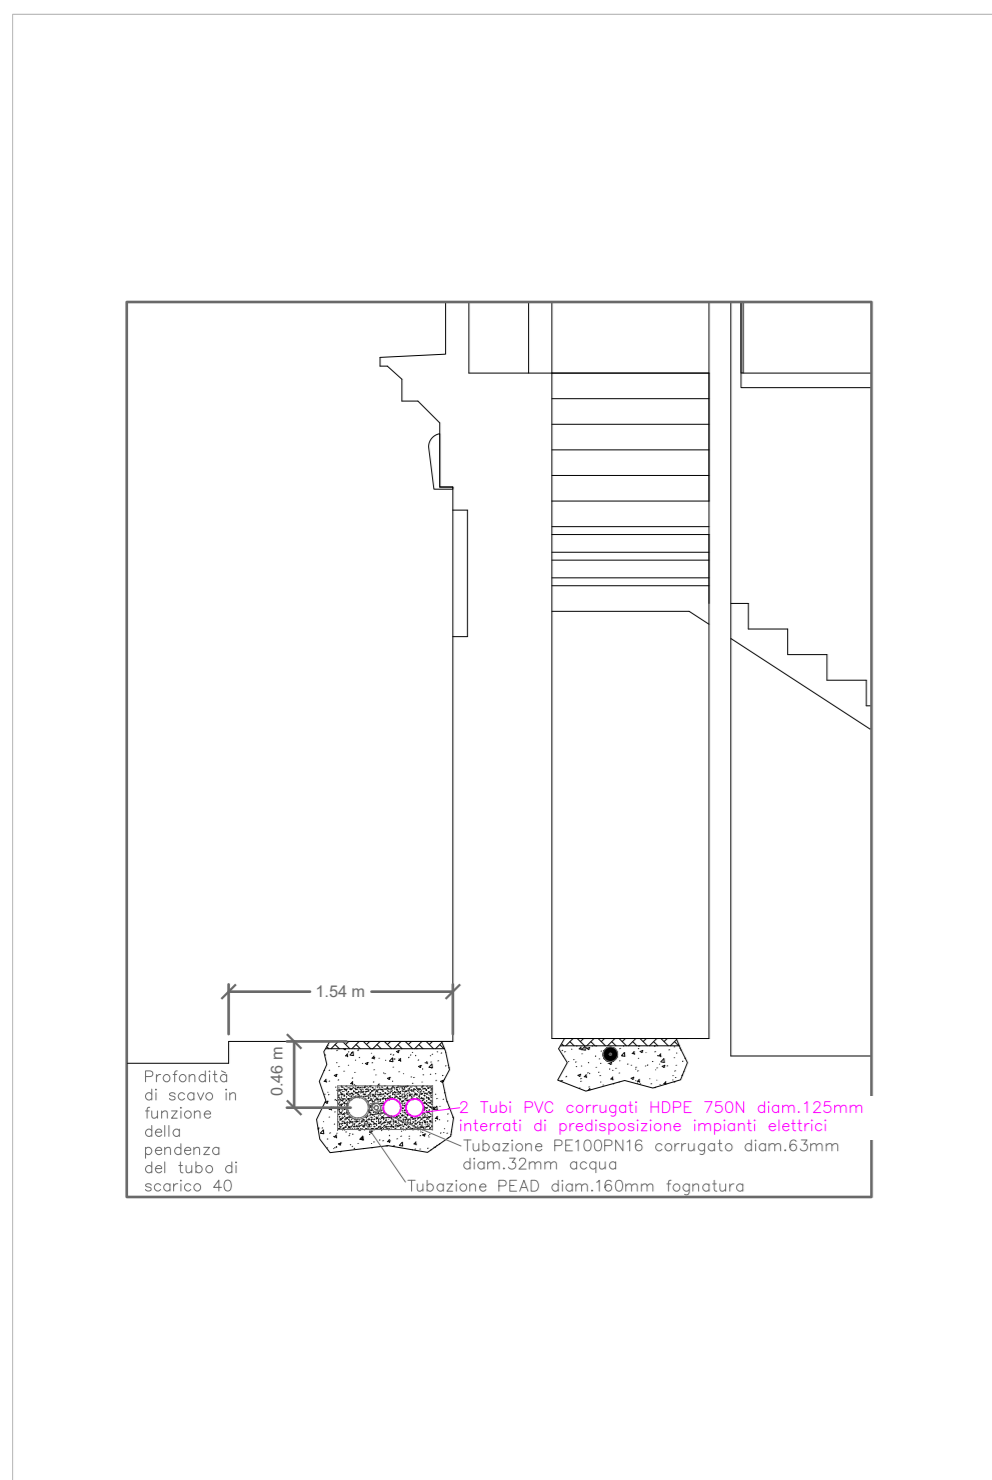 1.54 m
0.46 m
Profondità
di scavo in
funzione
della
pendenza
del tubo di
scarico 40
2 Tubi PVC corrugati HDPE 750N diam.125mm
interrati di predisposizione impianti elettrici
Tubazione PE100PN16 corrugato diam.63mm
diam.32mm acqua
Tubazione PEAD diam.160mm fognatura